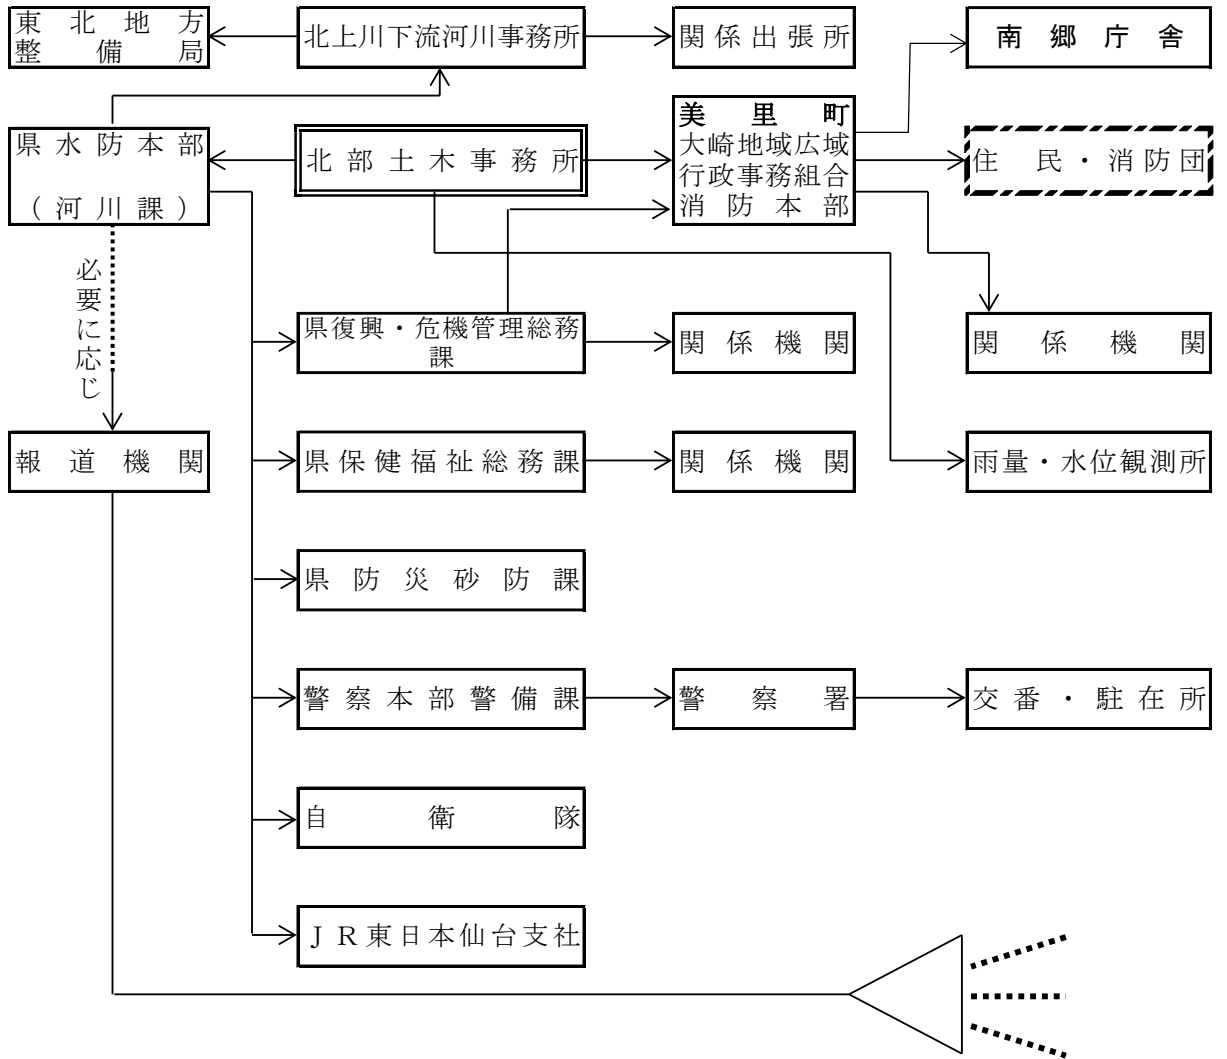 東北地方
整備局
北上川下流河川事務所
関係出張所
南郷庁舎
県水防本部
(河川課)
北部土木事務所
美里町
大崎地域広域
行政事務組合
消防本部
住民・消防団
必要に応じ
県復興・危機管理総務
課
関係機関
関係機関
報道機関
県保健福祉総務課
関係機関
雨量・水位観測所
県防災砂防課
警察本部警備課
警察署
交番・駐在所
自衛隊
JR東日本仙台支社